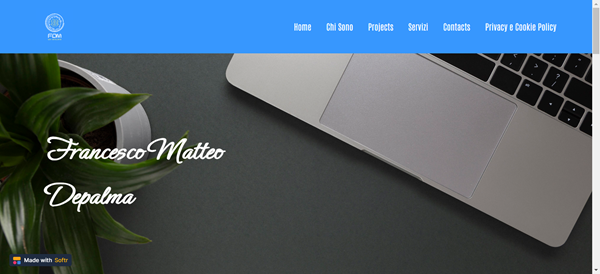 FDM
Home Chi Sono Projects Servizi Contacts Privacy e Cookie Policy
Francesco Matteo
Depalma
Made with Softr